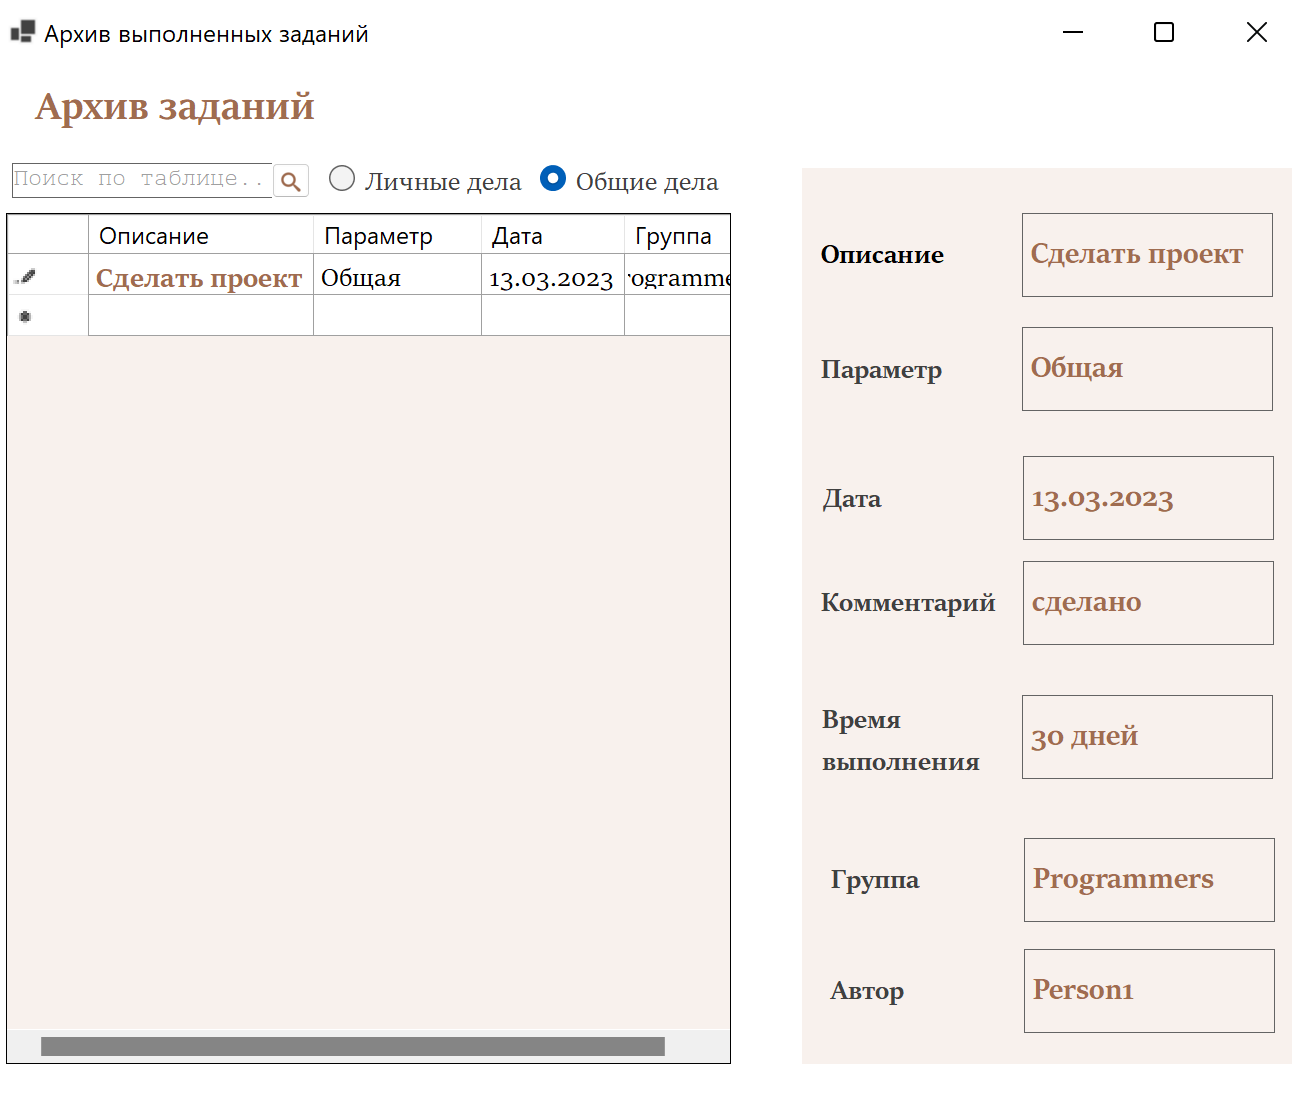 Архив выполненных заданий
Архив заданий
Поиск по таблице..
Личные дела
Общие дела
Описание Параметр Дата Группа
Сделать проект Общая 13.03.2023 rogramme
Описание Сделать проект
Параметр Общая
Дата 13.03.2023
Комментарий сделано
Время
выполнения
30 дней
Группа Programmers
Автор Person1